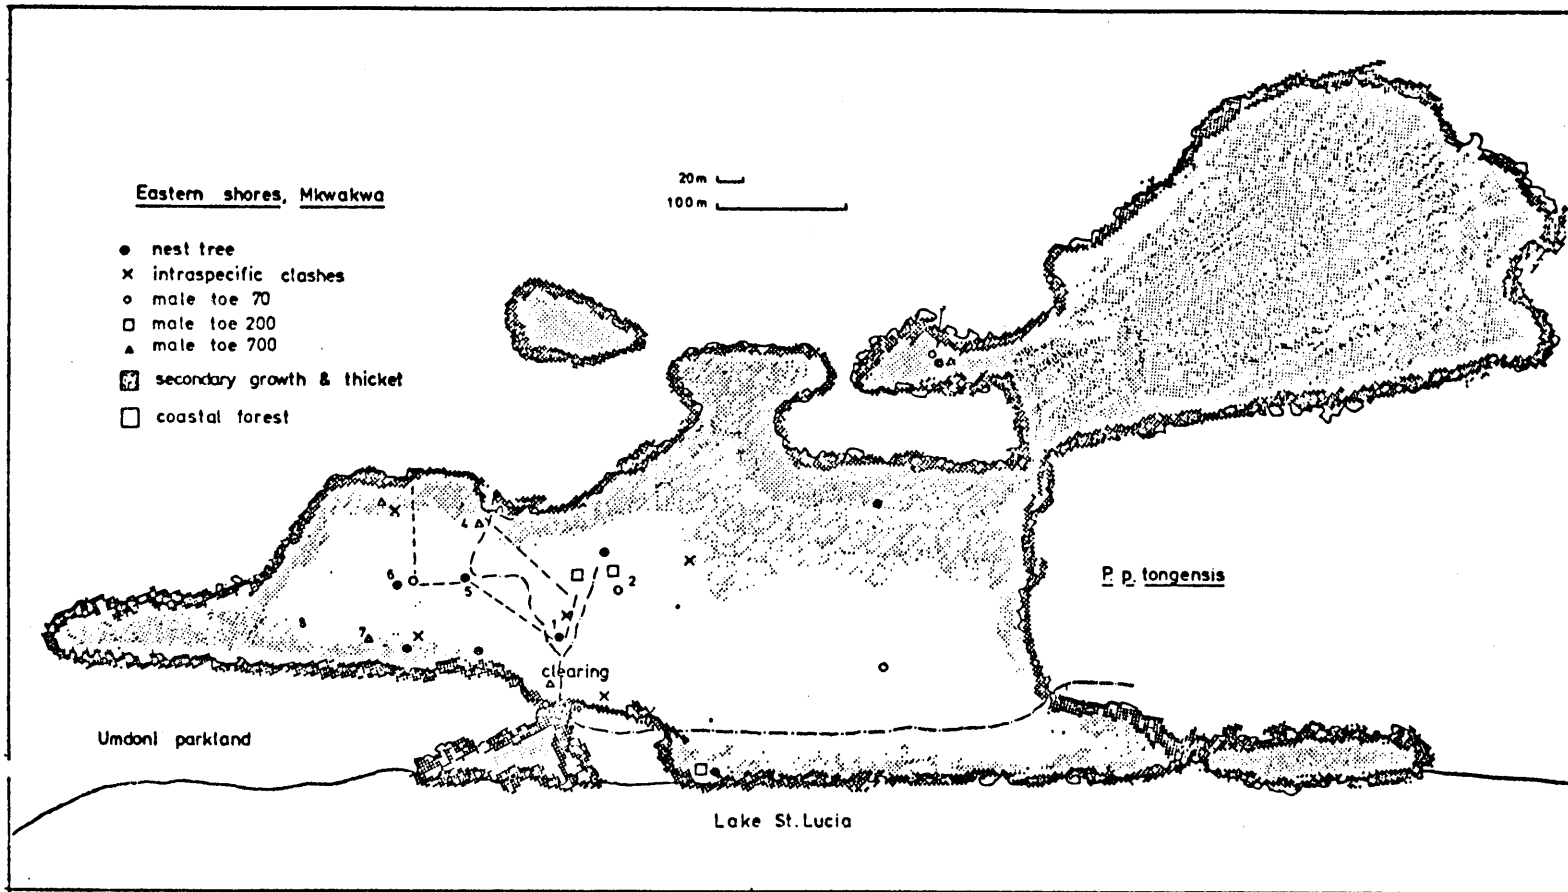 Eastern shores, Mkwakwa
nest tree
intraspecific clashes
male toe 70
male toe 200
male toe 700
secondary growth & thicket
coastal forest
20m
100m
4
6
5
2
1
7
8
clearing
P. p. tongensis
Umdoni parkland
Lake St. Lucia